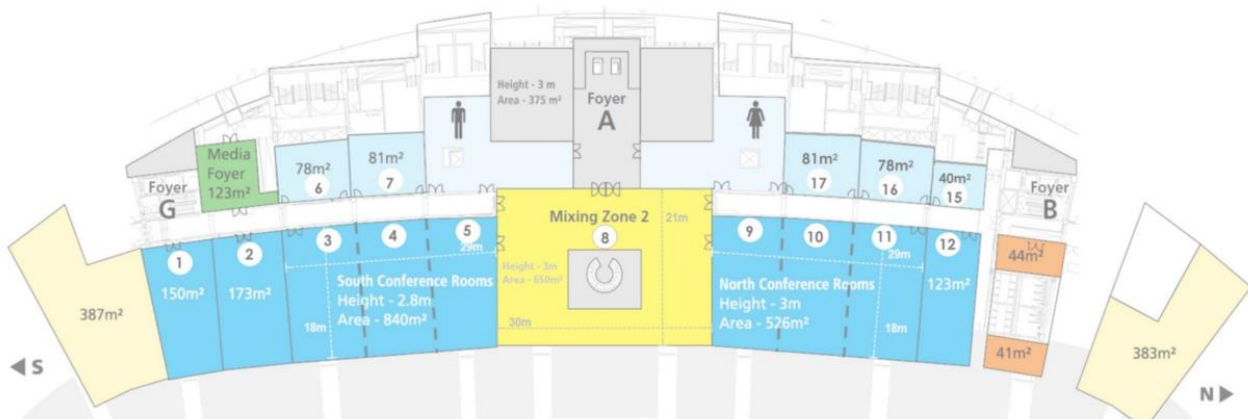 Height - 3 m
Area - 375 m²
Foyer
A
Media
Foyer
123m²
78m²
6
81m²
7
81m²
17
78m²
16
40m²
15
Foyer
G
Foyer
B
Mixing Zone 2
21m
8
Height - 3m
Area - 650m²
30m
1
150m²
2
173m²
3
4
5
29m
South Conference Rooms
Height - 2.8m
Area - 840m²
18m
9
10
11
29m
12
123m²
North Conference Rooms
Height - 3m
Area - 526m²
18m
44m²
41m²
387m²
383m²
S
N